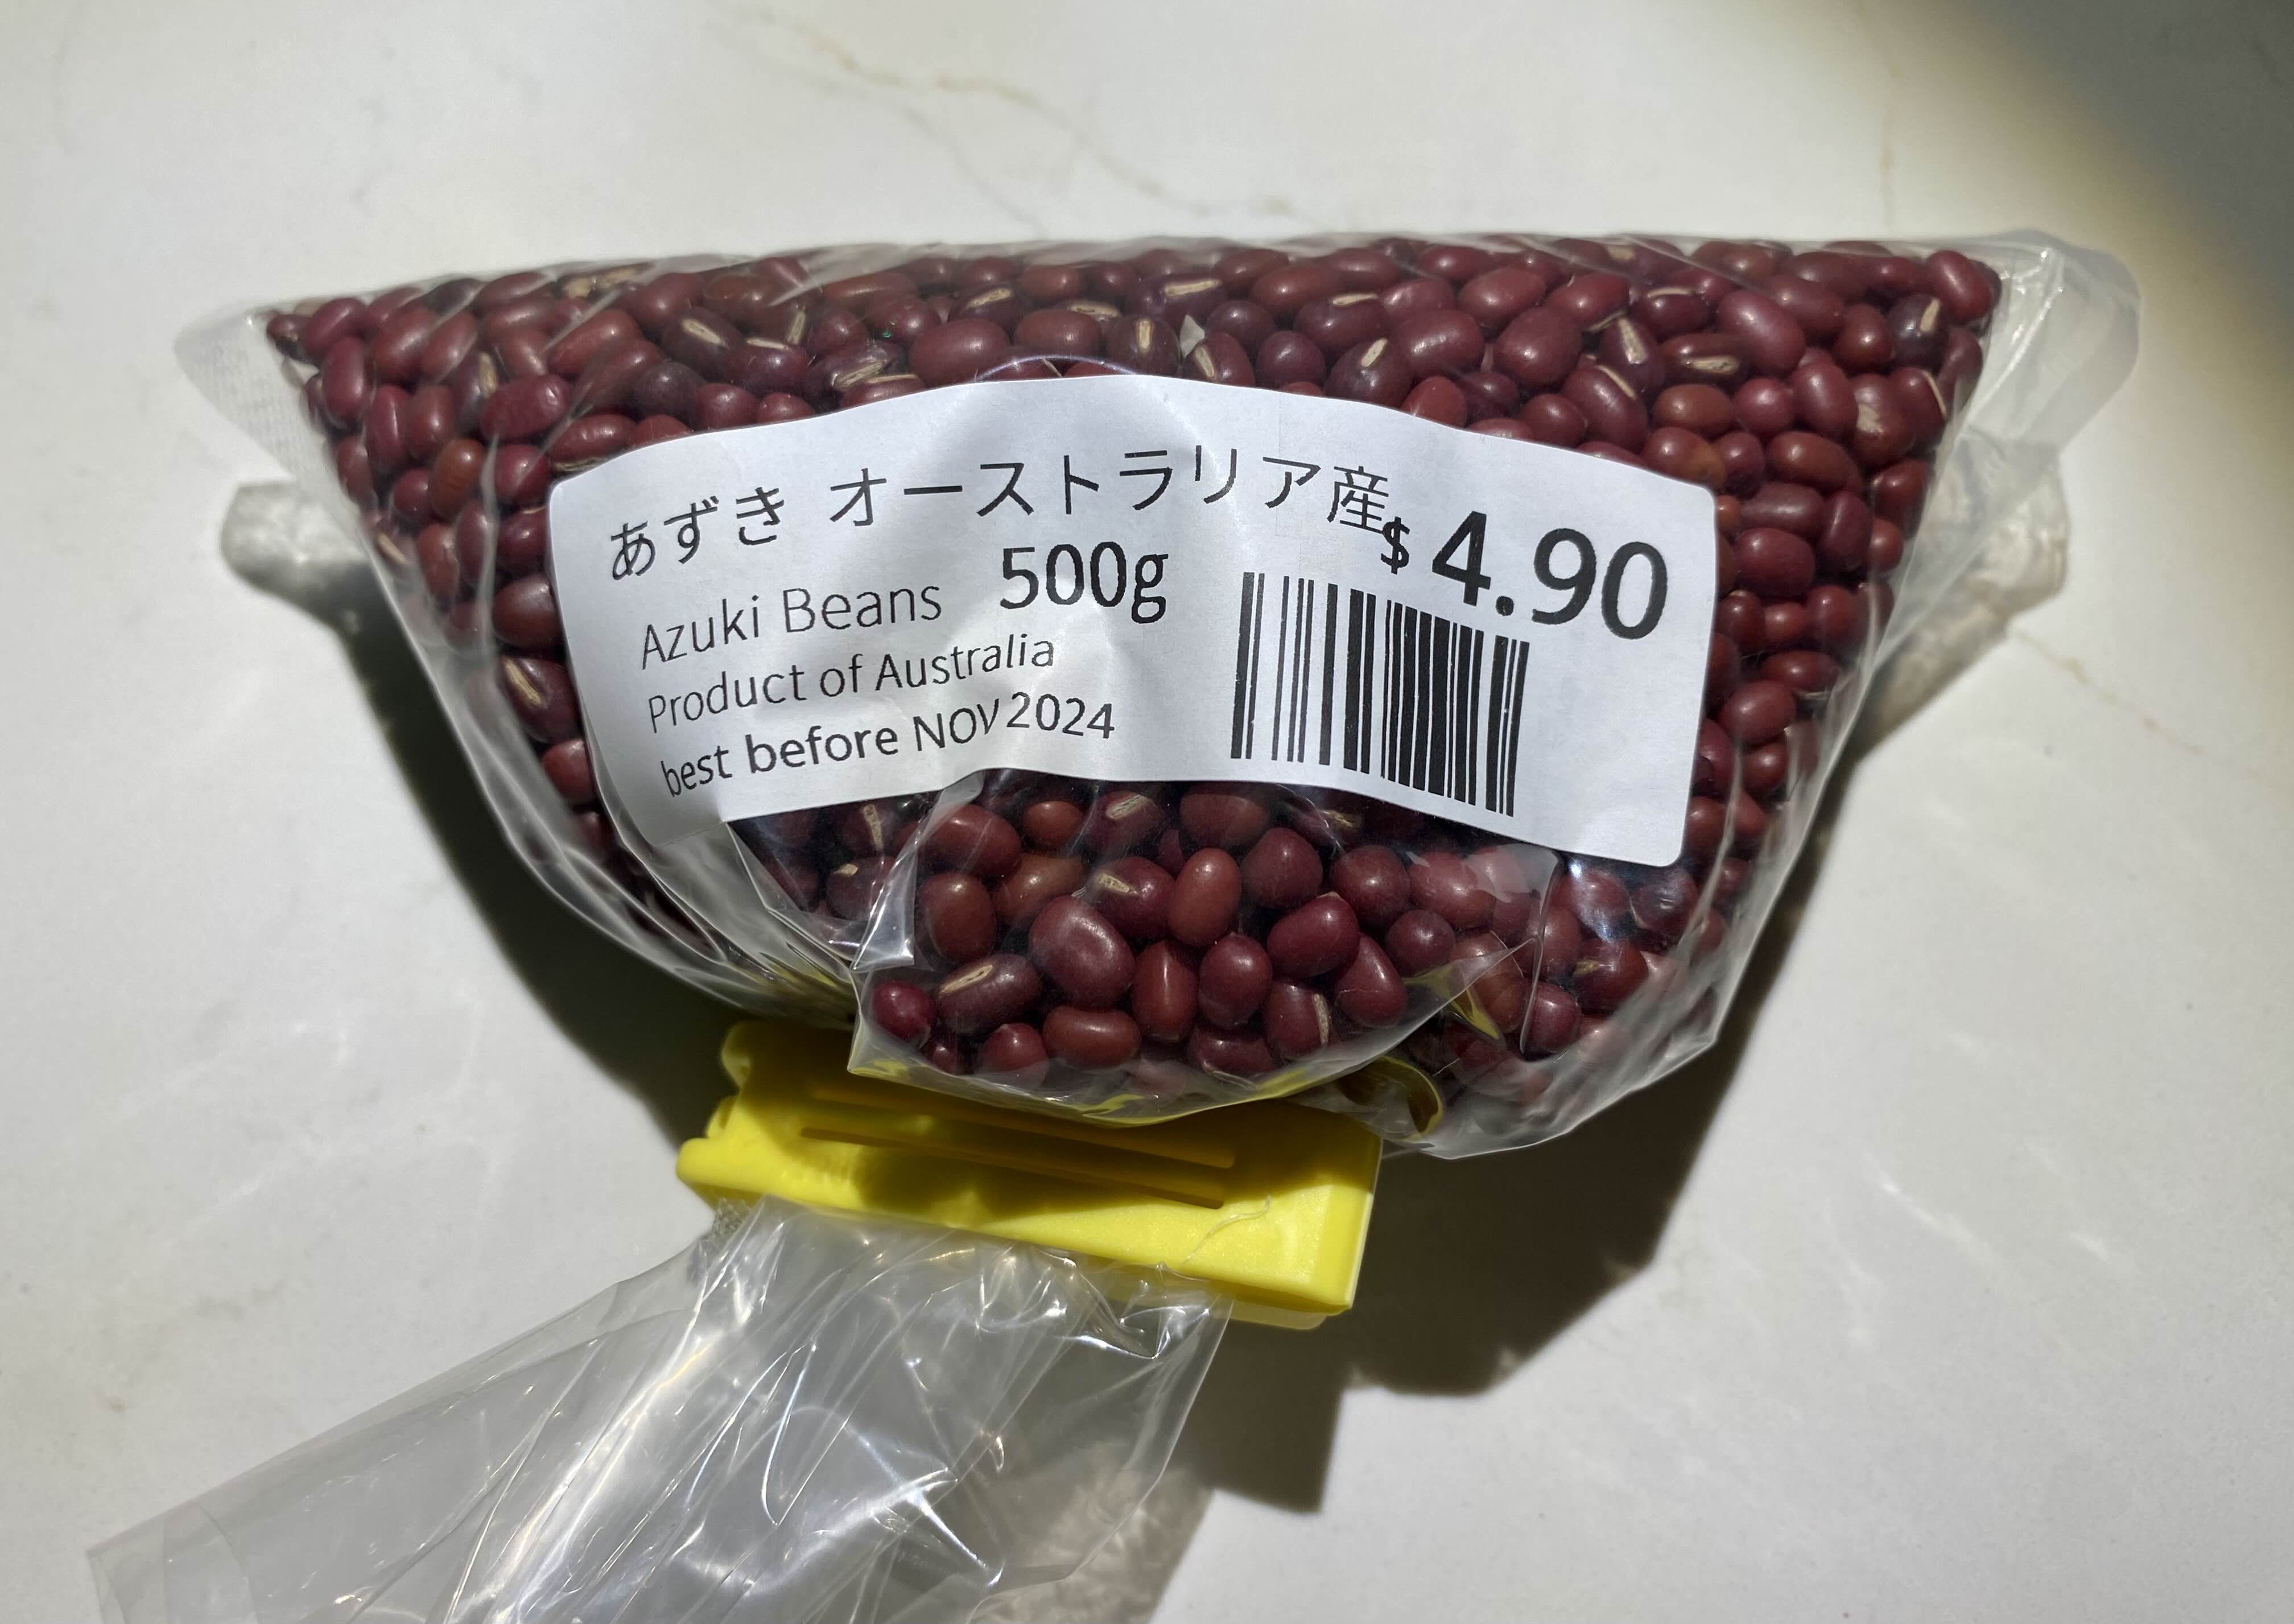 あずき オーストラリア産
$4.90
Azuki Beans 500g
Product of Australia
best before NOV 2024